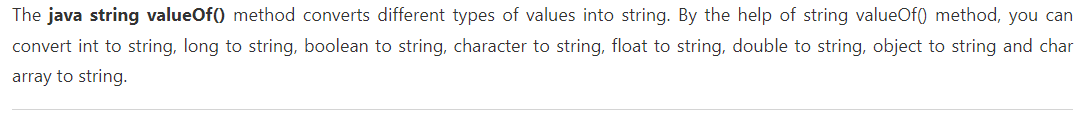 The java string valueOf() method converts different types of values into string. By the help of string valueOf() method, you can
convert int to string, long to string, boolean to string, character to string, float to string, double to string, object to string and char
array to string.